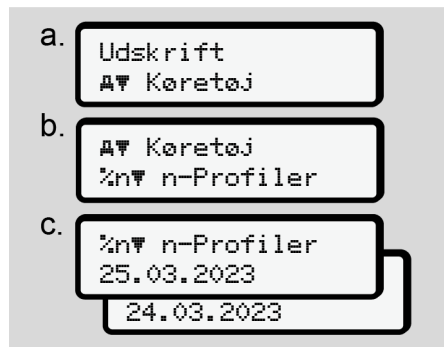 a.
Udskrift
⍑▼ Køretøj
b.
⍑▼ Køretøj
%n▼ n-Profiler
c.
%n▼ n-Profiler
25.03.2023
24.03.2023